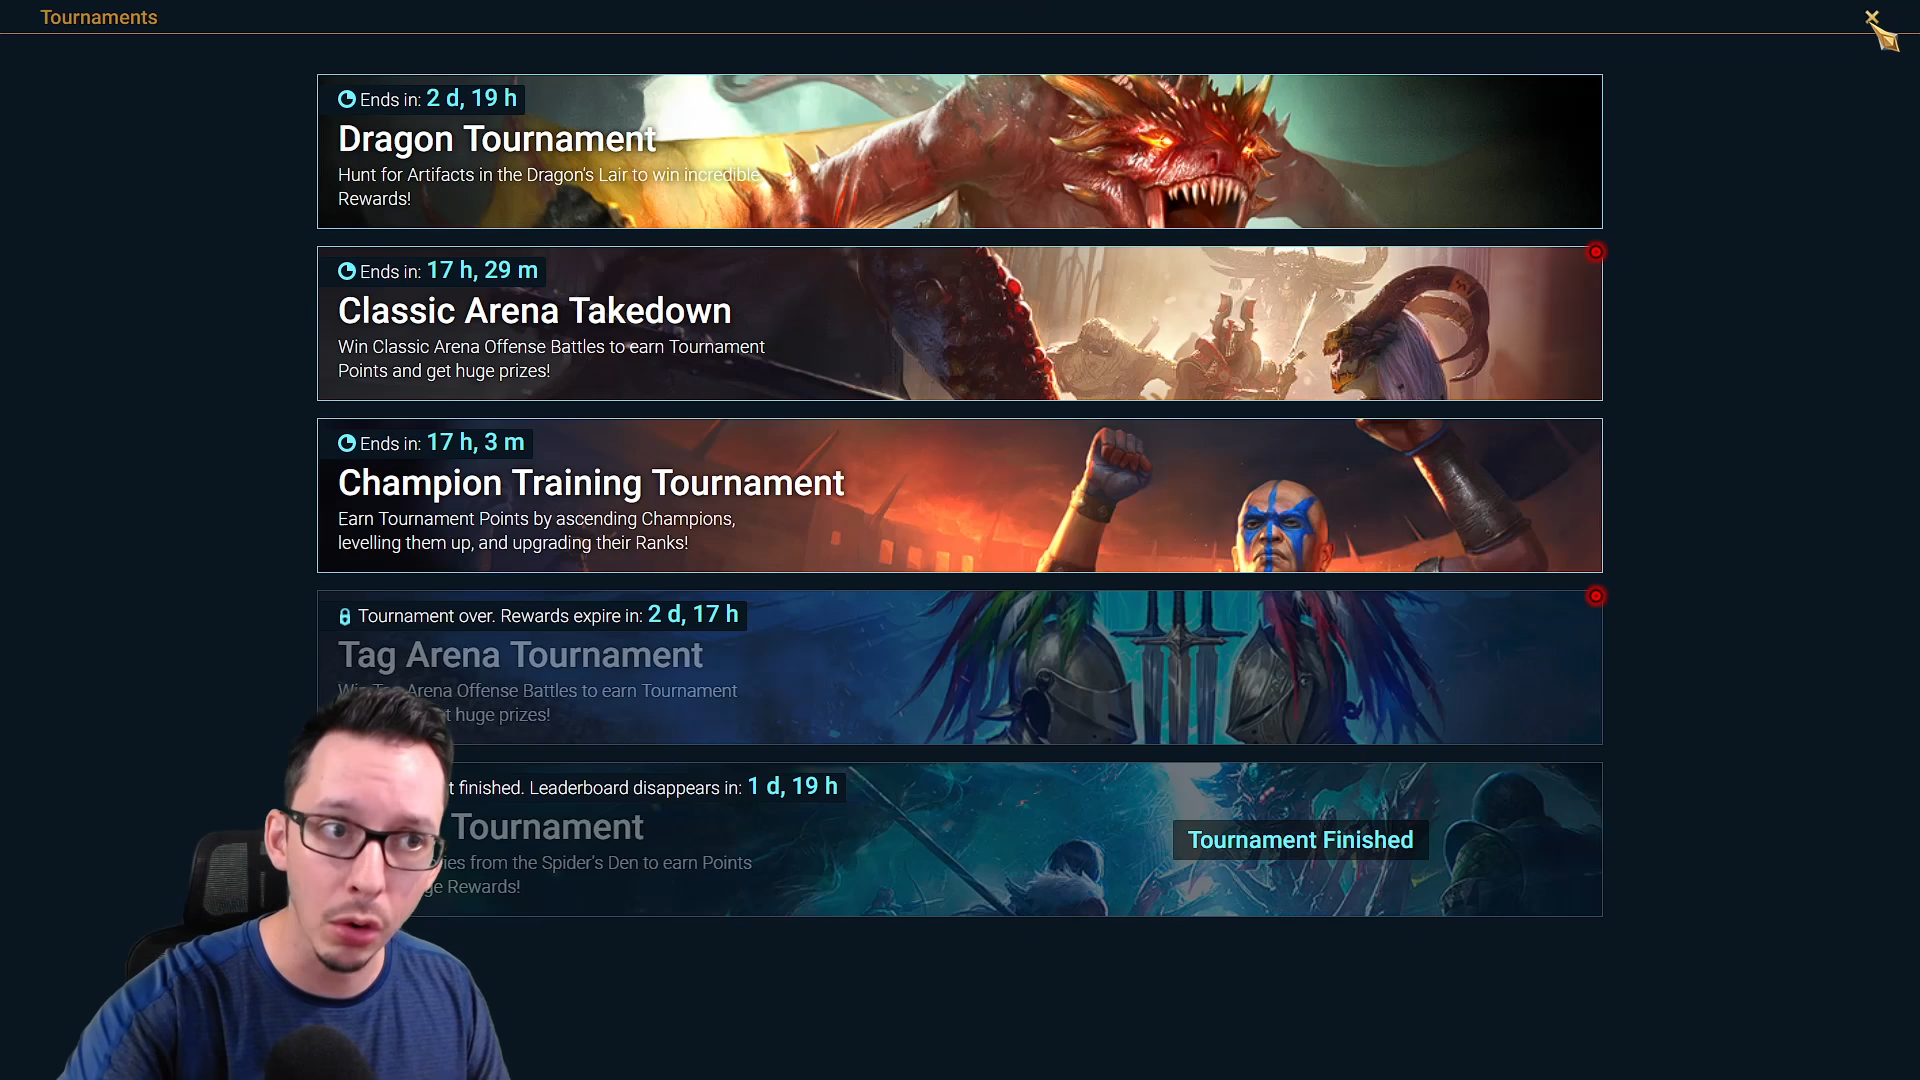 Tournaments
Ends in: 2 d, 19 h
Dragon Tournament
Hunt for Artifacts in the Dragon's Lair to win incredible
Rewards!
Ends in: 17 h, 29 m
Classic Arena Takedown
Win Classic Arena Offense Battles to earn Tournament
Points and get huge prizes!
Ends in: 17 h, 3 m
Champion Training Tournament
Earn Tournament Points by ascending Champions,
levelling them up, and upgrading their Ranks!
Tournament over. Rewards expire in: 2 d, 17 h
Tag Arena Tournament
Win Tag Arena Offense Battles to earn Tournament
huge prizes!
finished. Leaderboard disappears in: 1 d, 19 h
Tournament
from the Spider's Den to earn Points
Rewards!
Tournament Finished